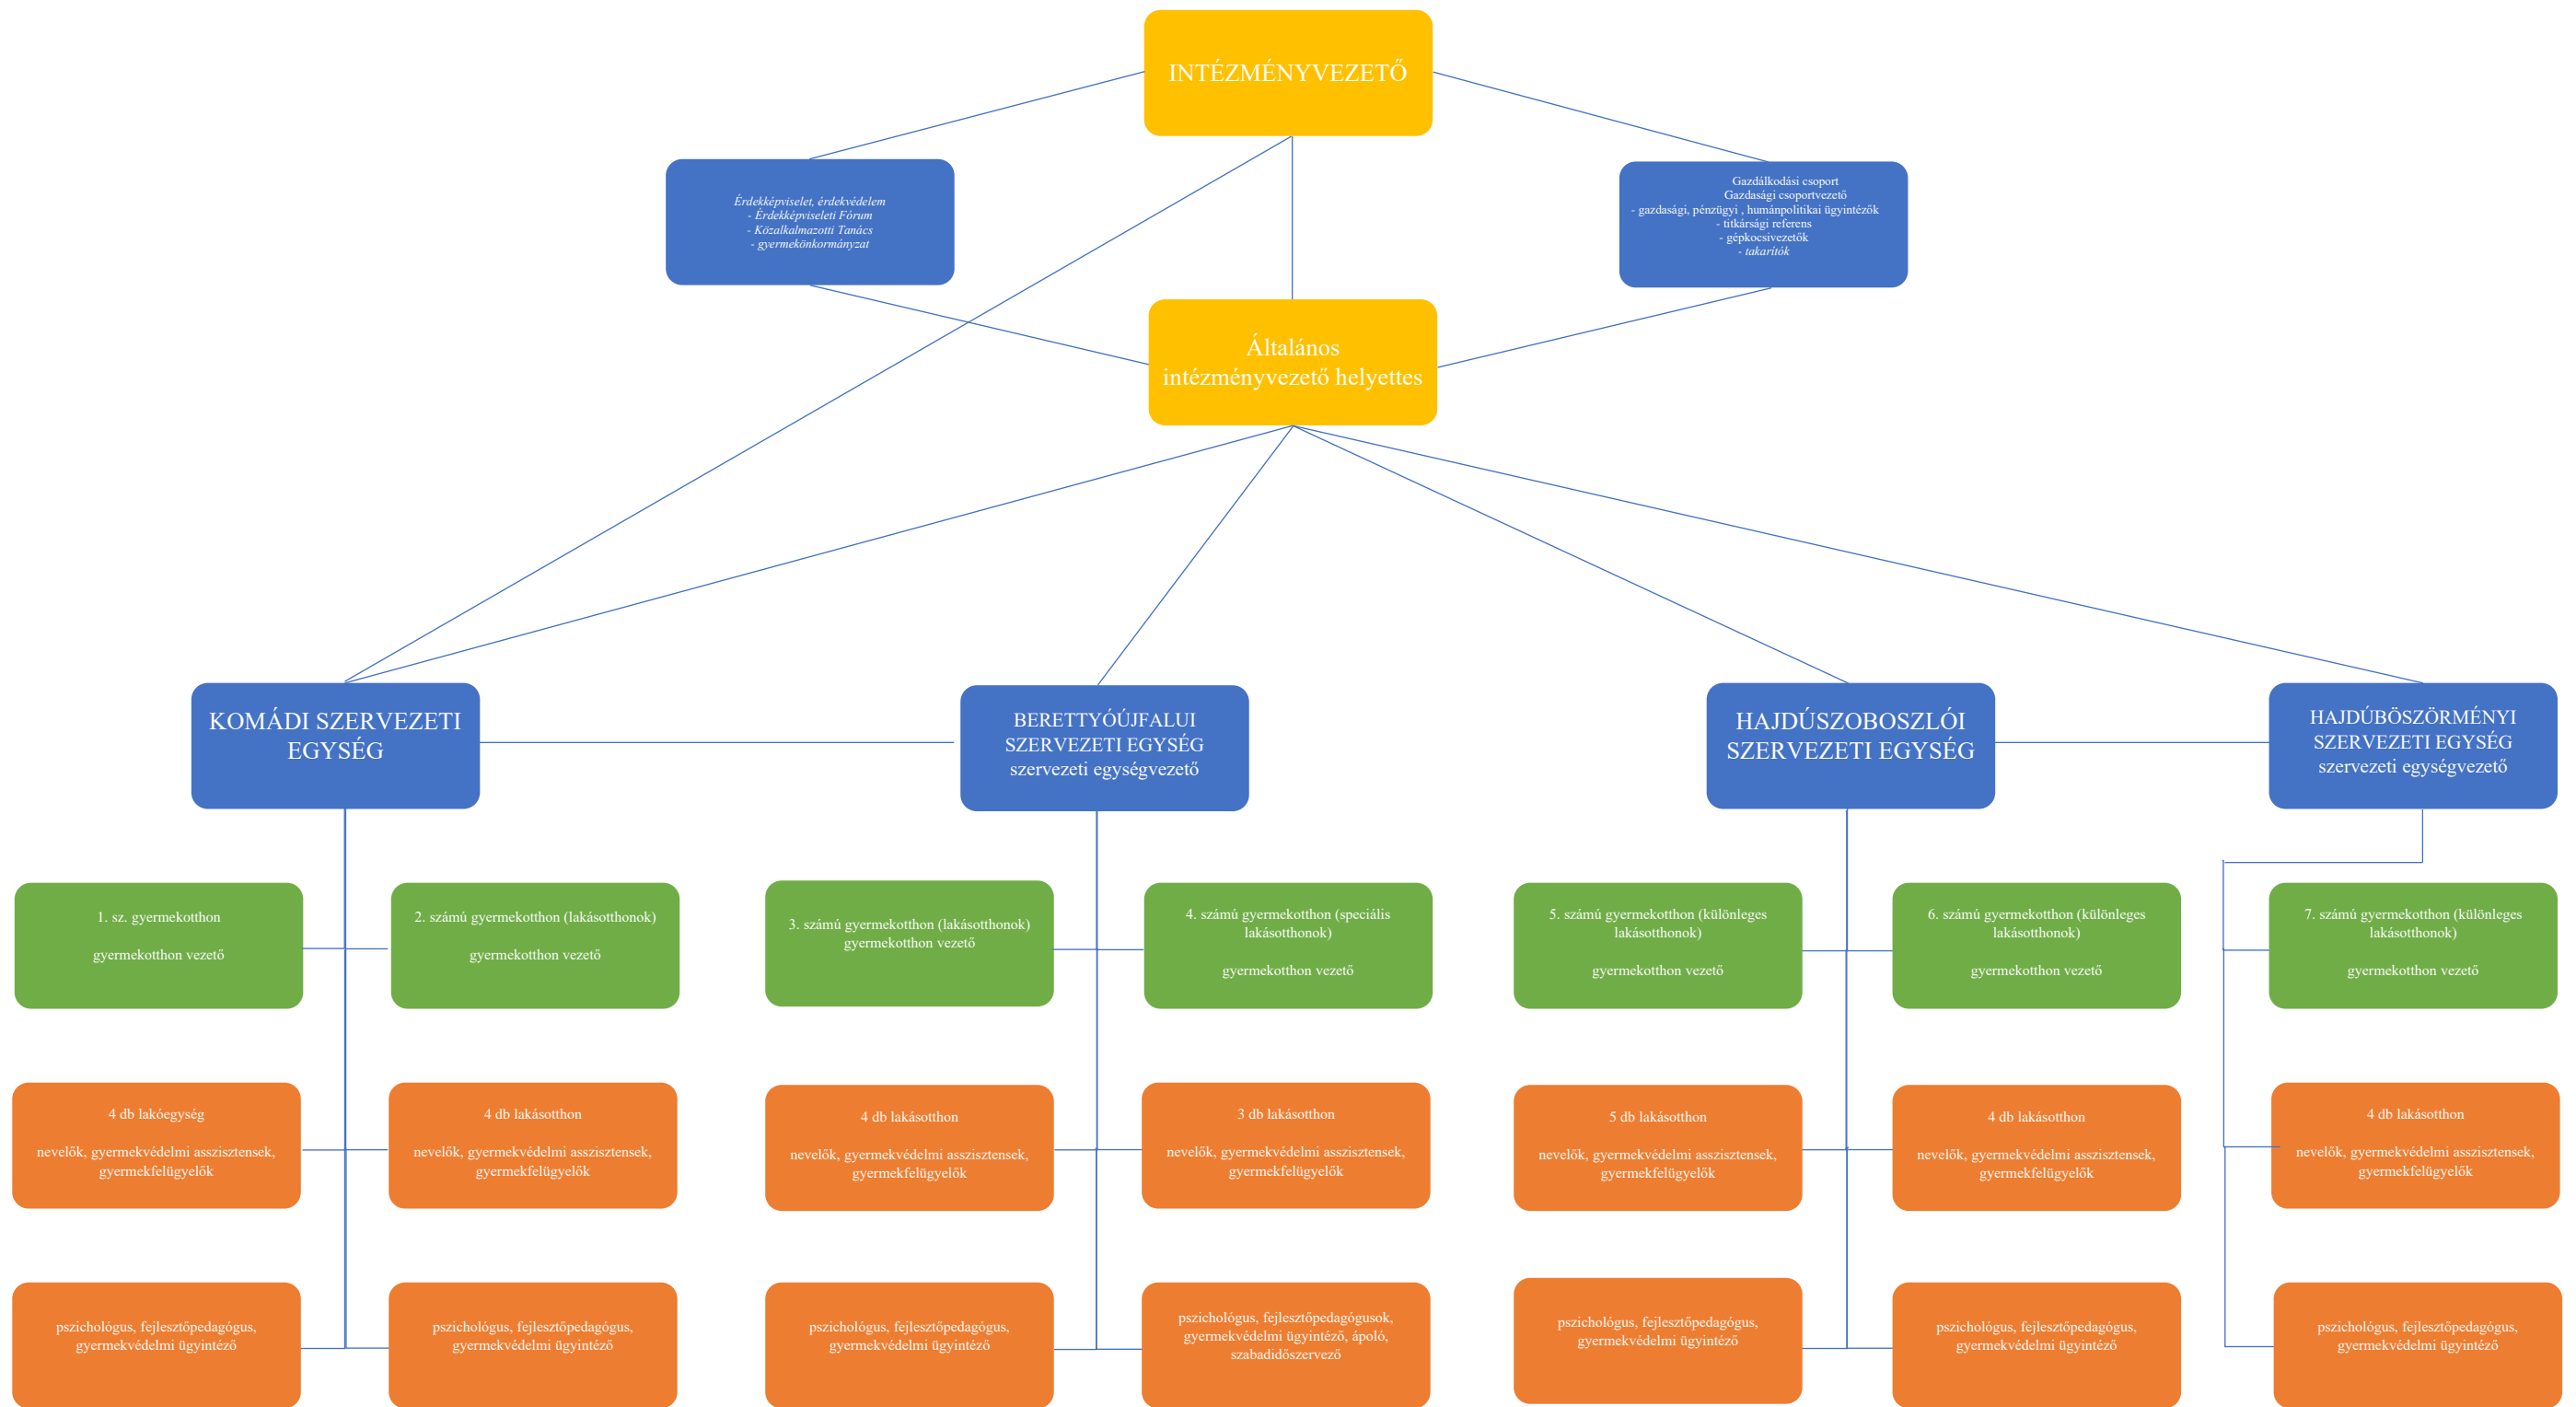 INTÉZMÉNYVEZETŐ
Érdekképviselet, érdekvédelem
- Érdekképviseleti Fórum
- Közalkalmazotti Tanács
- gyermekönkormányzat
Gazdálkodási csoport
Gazdasági csoportvezető
- gazdasági, pénzügyi , humánpolitikai ügyintézők
- titkársági referens
- gépkocsivezetők
- takarítók
Általános
intézményvezető helyettes
KOMÁDI SZERVEZETI
EGYSÉG
BERETTYÓÚJFALUI
SZERVEZETI EGYSÉG
szervezeti egységvezető
HAJDÚSZOBOSZLÓI
SZERVEZETI EGYSÉG
HAJDÚBÖSZÖRMÉNYI
SZERVEZETI EGYSÉG
szervezeti egységvezető
1. sz. gyermekotthon
gyermekotthon vezető
2. számú gyermekotthon (lakásotthonok)
gyermekotthon vezető
3. számú gyermekotthon (lakásotthonok)
gyermekotthon vezető
4. számú gyermekotthon (speciális
lakásotthonok)
gyermekotthon vezető
5. számú gyermekotthon (különleges
lakásotthonok)
gyermekotthon vezető
6. számú gyermekotthon (különleges
lakásotthonok)
gyermekotthon vezető
7. számú gyermekotthon (különleges
lakásotthonok)
gyermekotthon vezető
4 db lakóegység
nevelők, gyermekvédelmi asszisztensek,
gyermekfelügyelők
4 db lakásotthon
nevelők, gyermekvédelmi asszisztensek,
gyermekfelügyelők
4 db lakásotthon
nevelők, gyermekvédelmi asszisztensek,
gyermekfelügyelők
3 db lakásotthon
nevelők, gyermekvédelmi asszisztensek,
gyermekfelügyelők
5 db lakásotthon
nevelők, gyermekvédelmi asszisztensek,
gyermekfelügyelők
4 db lakásotthon
nevelők, gyermekvédelmi asszisztensek,
gyermekfelügyelők
4 db lakásotthon
nevelők, gyermekvédelmi asszisztensek,
gyermekfelügyelők
pszichológus, fejlesztőpedagógus,
gyermekvédelmi ügyintéző
pszichológus, fejlesztőpedagógus,
gyermekvédelmi ügyintéző
pszichológus, fejlesztőpedagógus,
gyermekvédelmi ügyintéző
pszichológus, fejlesztőpedagógusok,
gyermekvédelmi ügyintéző, ápoló,
szabadidőszervező
pszichológus, fejlesztőpedagógus,
gyermekvédelmi ügyintéző
pszichológus, fejlesztőpedagógus,
gyermekvédelmi ügyintéző
pszichológus, fejlesztőpedagógus,
gyermekvédelmi ügyintéző